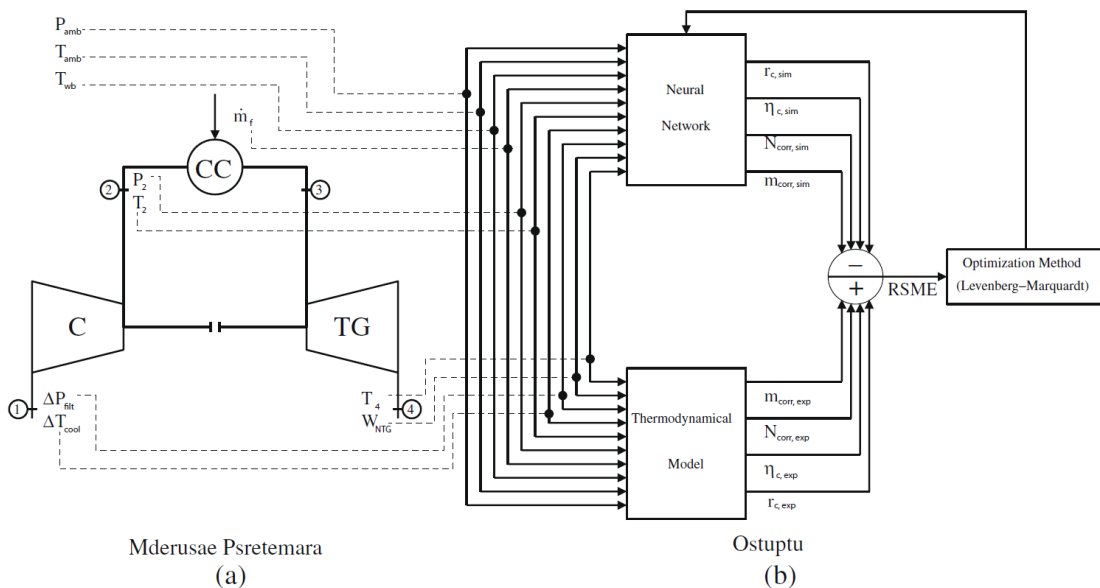 P_amb
T_amb
T_wb
ṁ_f
CC
2
P_2
T_2
3
C
TG
1
ΔP_filt
ΔT_cool
T_4
W_NTG
4
Mderusae Psretemara
(a)
Neural
Network
r_c, sim
η_c, sim
N_corr, sim
m_corr, sim
−
+
RSME
Optimization Method
(Levenberg–Marquardt)
Thermodynamical
Model
m_corr, exp
N_corr, exp
η_c, exp
r_c, exp
Ostuptu
(b)